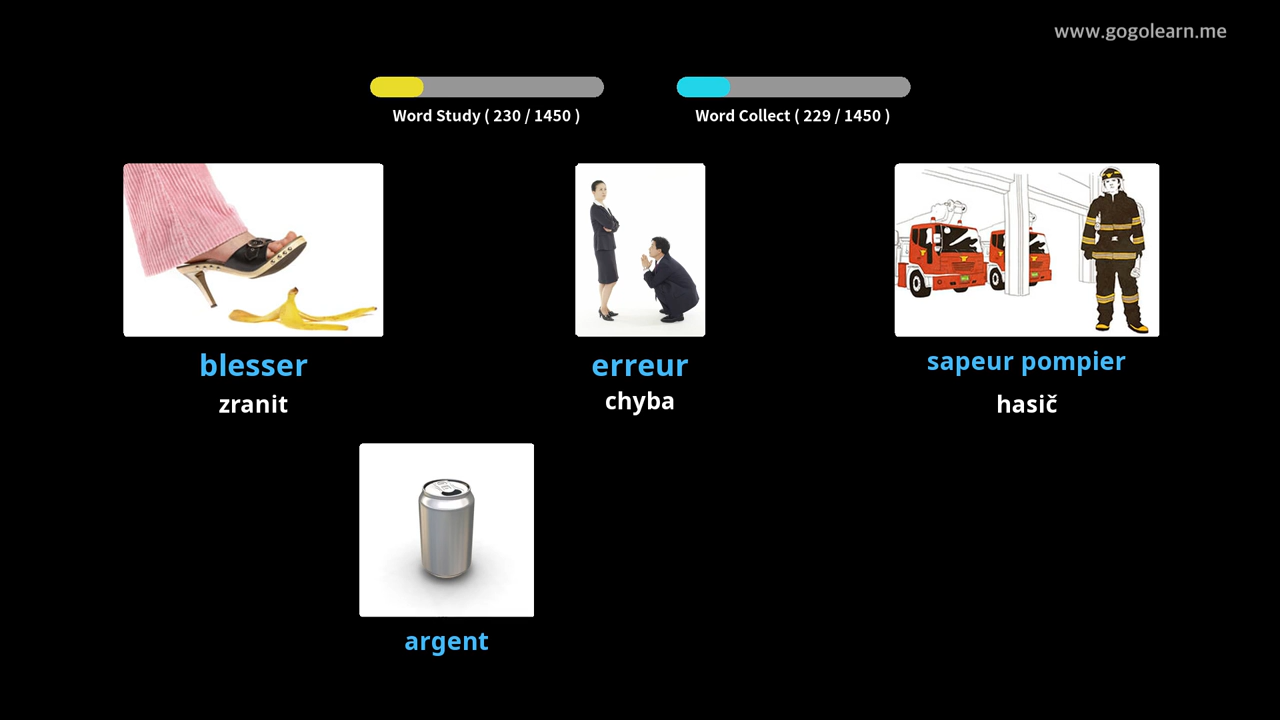 www.gogolearn.me
Word Study ( 230 / 1450 )
Word Collect ( 229 / 1450 )
blesser
zranit
erreur
chyba
sapeur pompier
hasič
argent